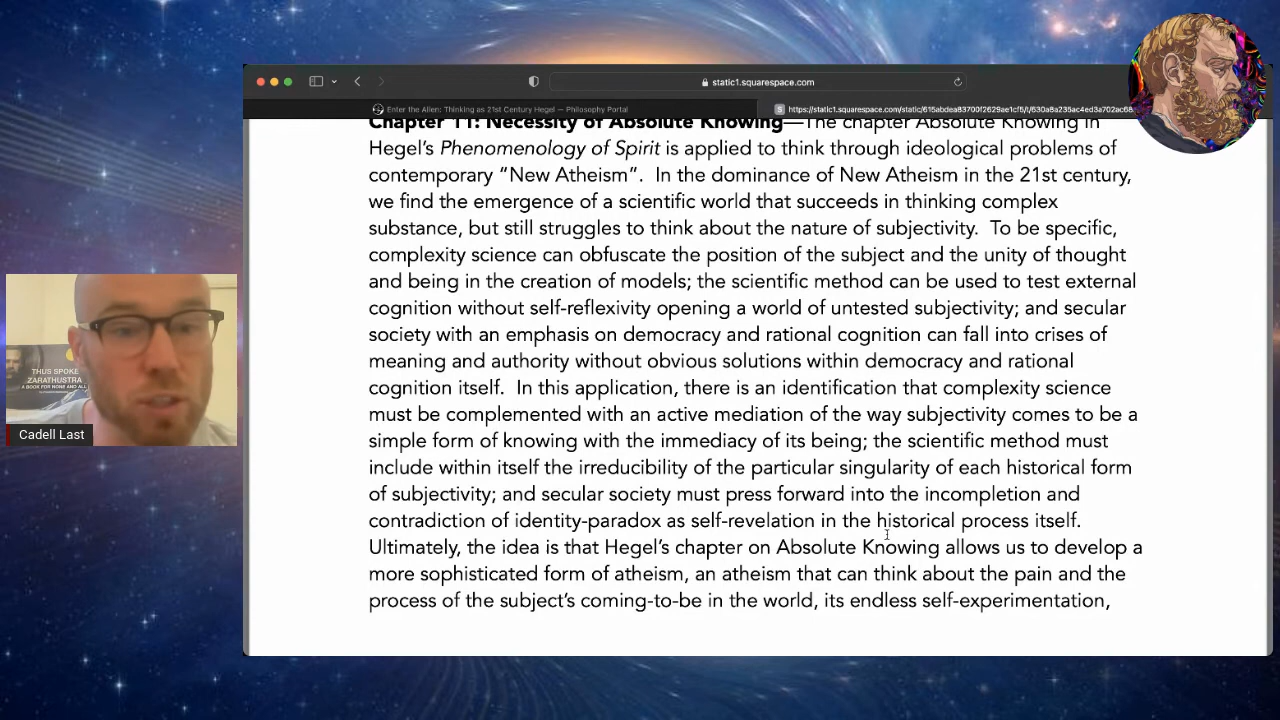 static1.squarespace.com
Enter the Alien: Thinking as 21st Century Hegel — Philosophy Portal
S
Chapter 11: Necessity of Absolute Knowing—The chapter Absolute Knowing in
Hegel's Phenomenology of Spirit is applied to think through ideological problems of
contemporary “New Atheism”.  In the dominance of New Atheism in the 21st century,
we find the emergence of a scientific world that succeeds in thinking complex
substance, but still struggles to think about the nature of subjectivity.  To be specific,
complexity science can obfuscate the position of the subject and the unity of thought
and being in the creation of models; the scientific method can be used to test external
cognition without self-reflexivity opening a world of untested subjectivity; and secular
society with an emphasis on democracy and rational cognition can fall into crises of
meaning and authority without obvious solutions within democracy and rational
cognition itself.  In this application, there is an identification that complexity science
must be complemented with an active mediation of the way subjectivity comes to be a
simple form of knowing with the immediacy of its being; the scientific method must
include within itself the irreducibility of the particular singularity of each historical form
of subjectivity; and secular society must press forward into the incompletion and
contradiction of identity-paradox as self-revelation in the historical process itself.
Ultimately, the idea is that Hegel's chapter on Absolute Knowing allows us to develop a
more sophisticated form of atheism, an atheism that can think about the pain and the
process of the subject's coming-to-be in the world, its endless self-experimentation,
THUS SPOKE
ZARATHUSTRA
A BOOK FOR NONE AND ALL
Cadell Last